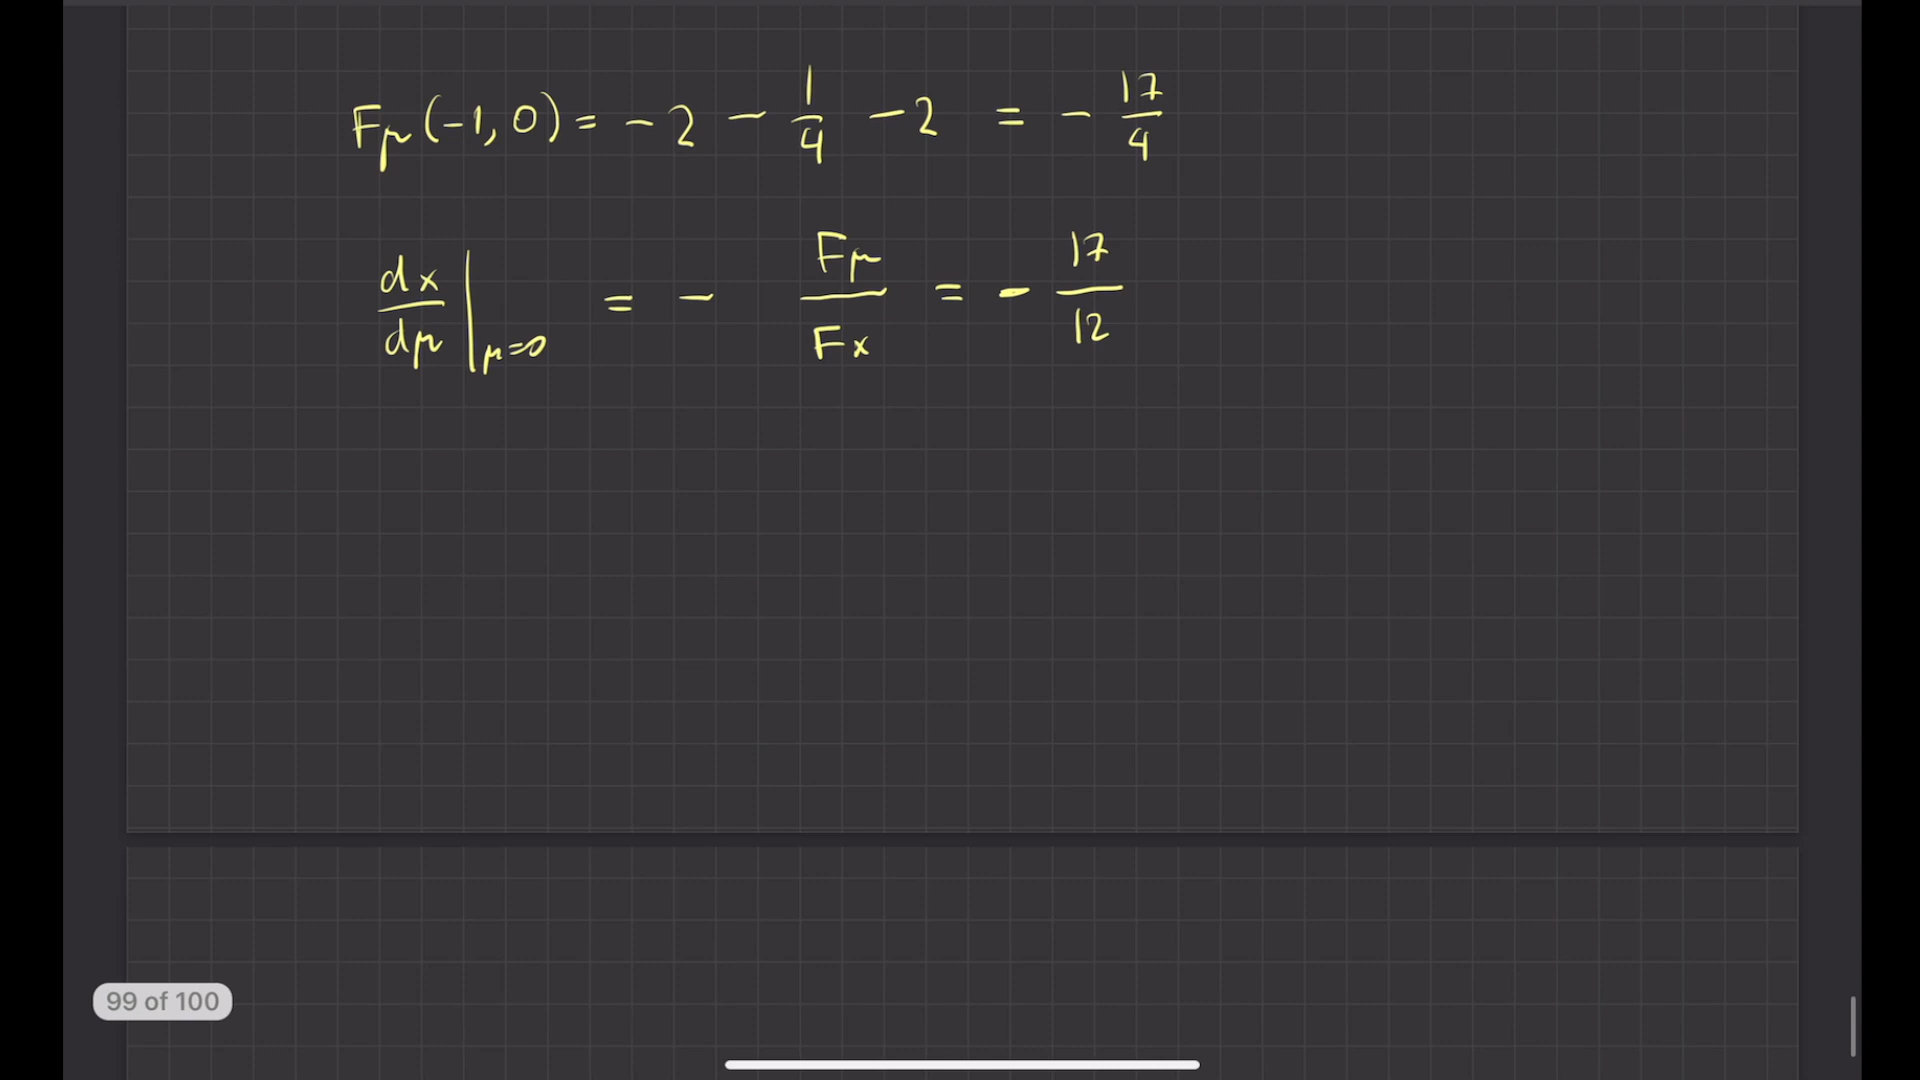 Fμ(-1, 0) = -2 - 1/4 - 2 = - 17/4
dx/dμ |μ=0 = - Fμ/Fx = - 17/12
99 of 100